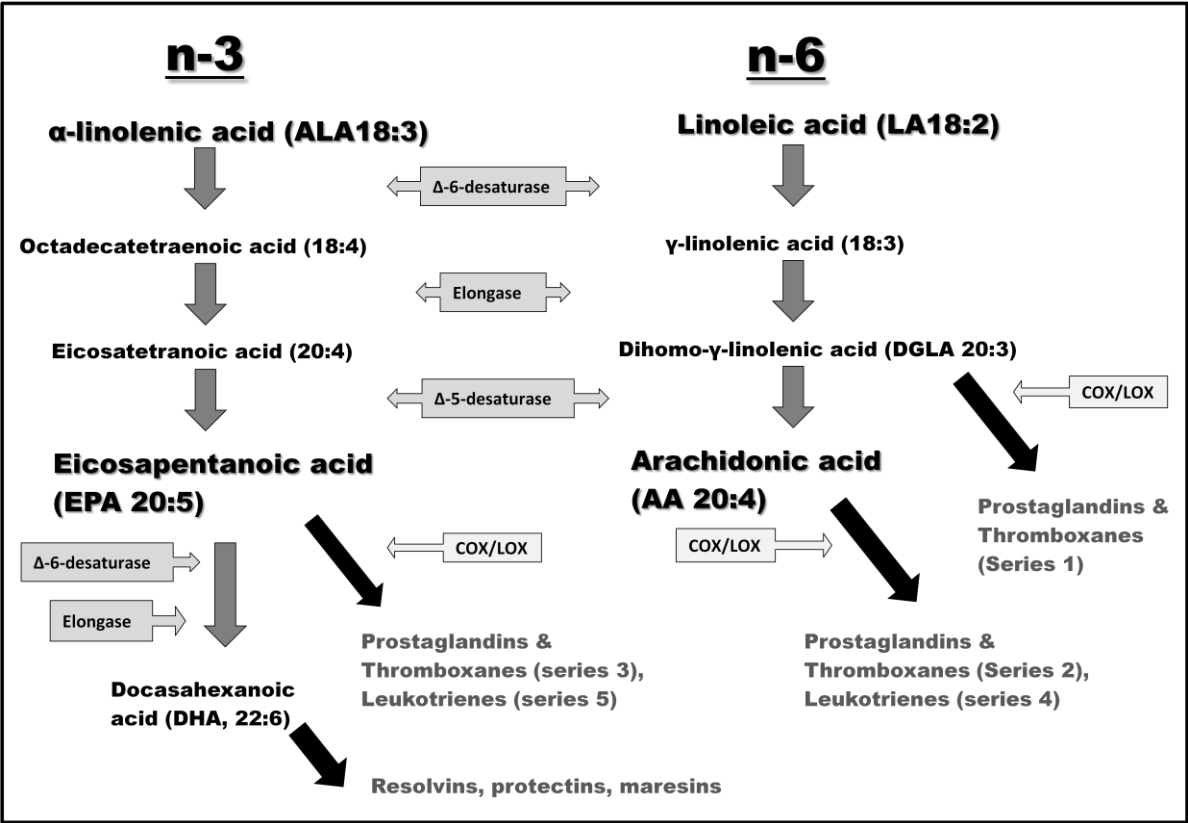 n-3
n-6
α-linolenic acid (ALA18:3)
Linoleic acid (LA18:2)
Δ-6-desaturase
Octadecatetraenoic acid (18:4)
γ-linolenic acid (18:3)
Elongase
Eicosatetranoic acid (20:4)
Dihomo-γ-linolenic acid (DGLA 20:3)
Δ-5-desaturase
COX/LOX
Eicosapentanoic acid
(EPA 20:5)
Arachidonic acid
(AA 20:4)
Prostaglandins &
Thromboxanes
(Series 1)
Δ-6-desaturase
COX/LOX
COX/LOX
Elongase
Prostaglandins &
Thromboxanes (series 3),
Leukotrienes (series 5)
Prostaglandins &
Thromboxanes (Series 2),
Leukotrienes (series 4)
Docasahexanoic
acid (DHA, 22:6)
Resolvins, protectins, maresins